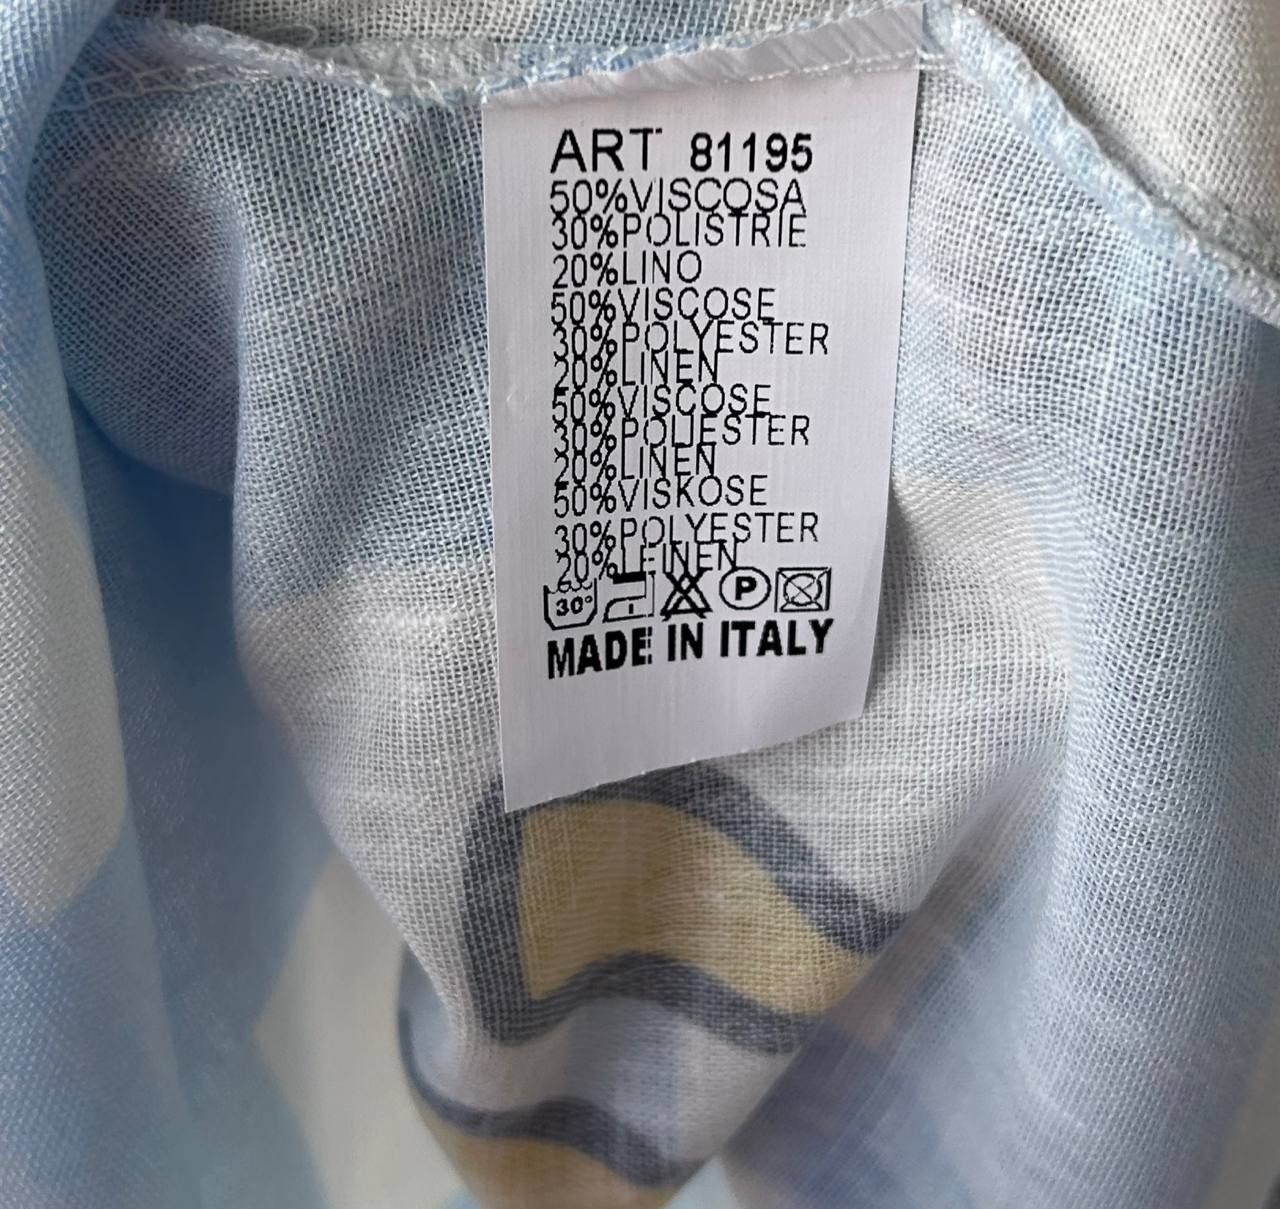 ART 81195
50%VISCOSA
30%POLISTRIE
20%LINO
50%VISCOSE
30%POLYESTER
20%LINEN
50%VISCOSE
30%POLIESTER
20%LINEN
50%VISKOSE
30%POLYESTER
20%LEINEN
30° P
MADE IN ITALY